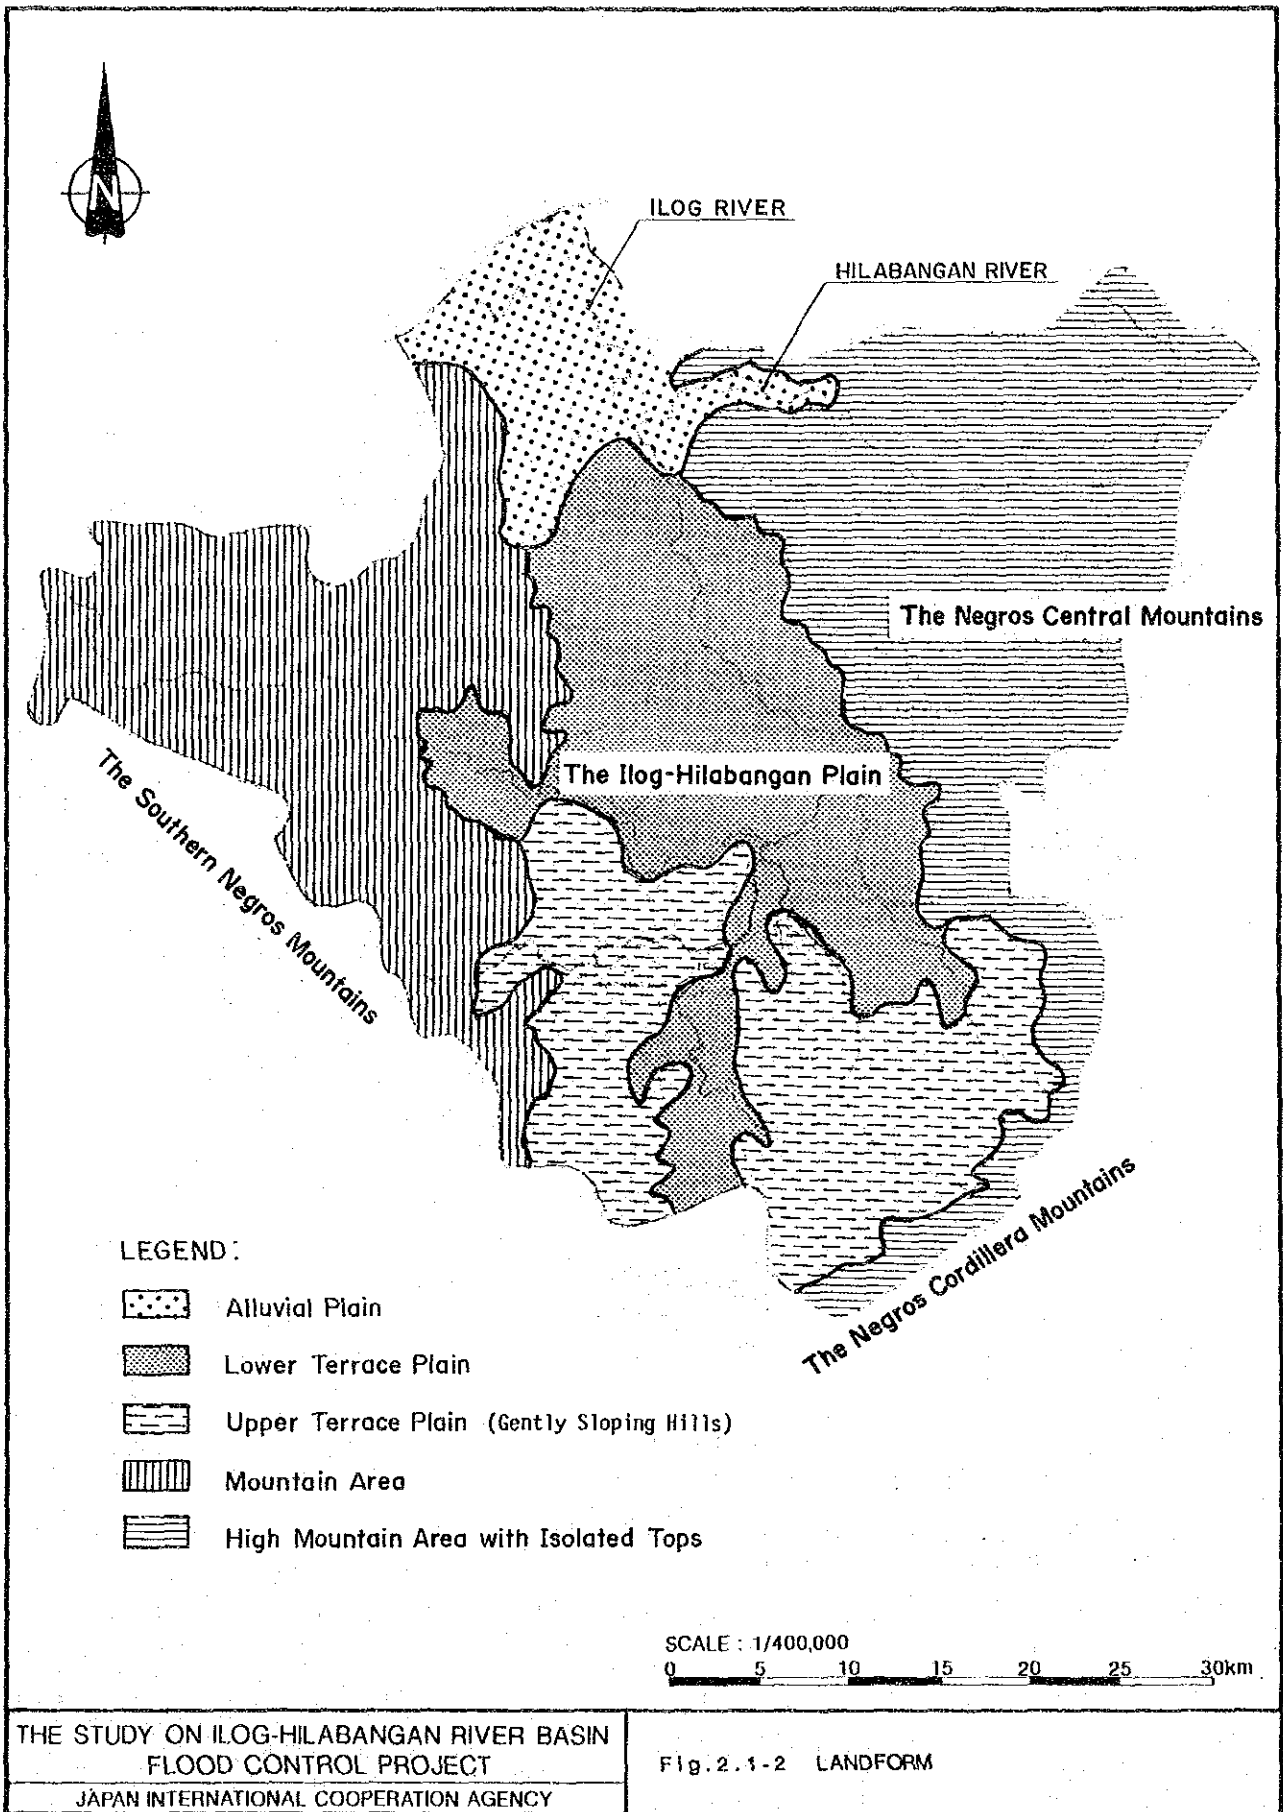 N
ILOG RIVER
HILABANGAN RIVER
The Negros Central Mountains
The Ilog-Hilabangan Plain
The Southern Negros Mountains
The Negros Cordillera Mountains
LEGEND:
Alluvial Plain
Lower Terrace Plain
Upper Terrace Plain (Gently Sloping Hills)
Mountain Area
High Mountain Area with Isolated Tops
SCALE : 1/400,000
0 5 10 15 20 25 30km
THE STUDY ON ILOG-HILABANGAN RIVER BASIN
FLOOD CONTROL PROJECT
JAPAN INTERNATIONAL COOPERATION AGENCY
Fig.2.1-2 LANDFORM